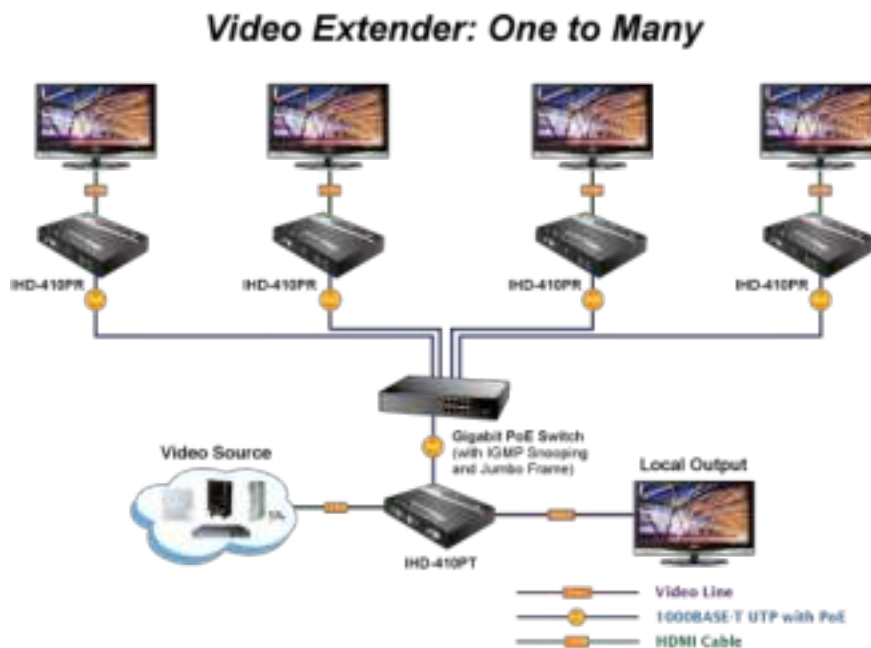 Video Extender: One to Many
IHD-410PR
IHD-410PR
IHD-410PR
IHD-410PR
Gigabit PoE Switch
(with IGMP Snooping
and Jumbo Frame)
Video Source
Local Output
IHD-410PT
Video Line
1000BASE-T UTP with PoE
HDMI Cable